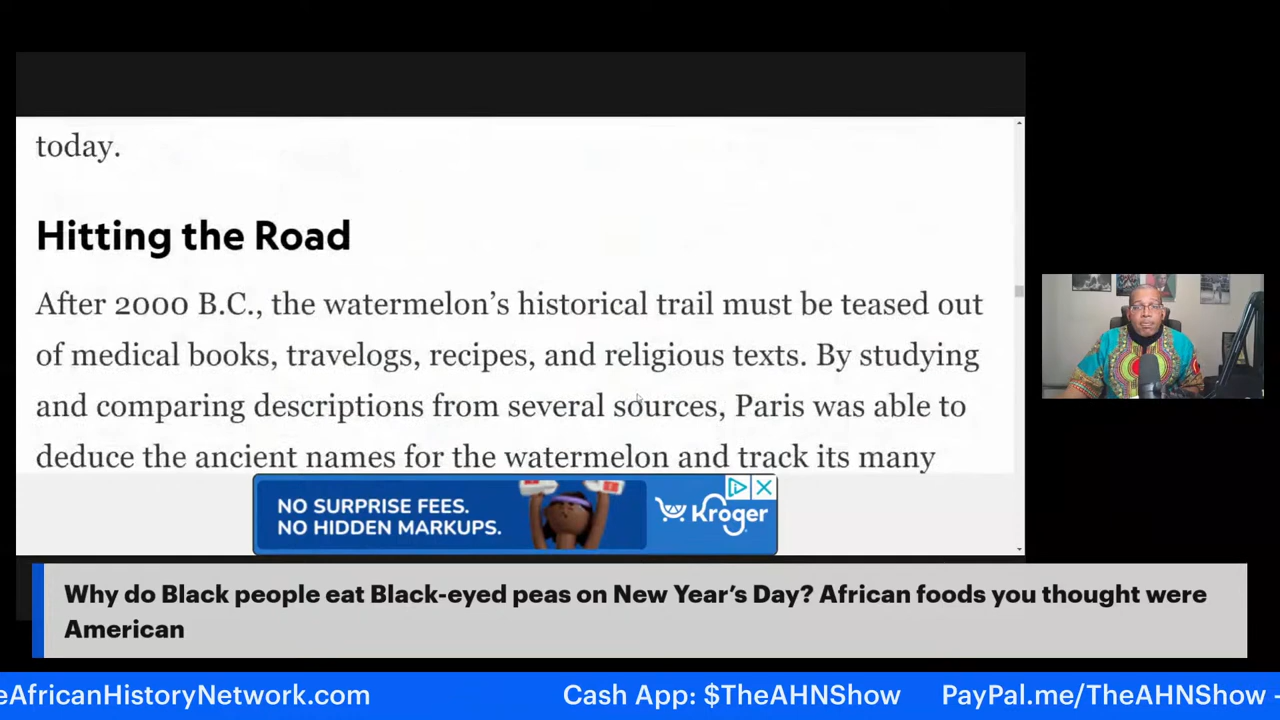 today.
Hitting the Road
After 2000 B.C., the watermelon's historical trail must be teased out
of medical books, travelogs, recipes, and religious texts. By studying
and comparing descriptions from several sources, Paris was able to
deduce the ancient names for the watermelon and track its many
NO SURPRISE FEES.
NO HIDDEN MARKUPS.
Kroger
Why do Black people eat Black-eyed peas on New Year's Day? African foods you thought were
American
eAfricanHistoryNetwork.com Cash App: $TheAHNShow PayPal.me/TheAHNShow -